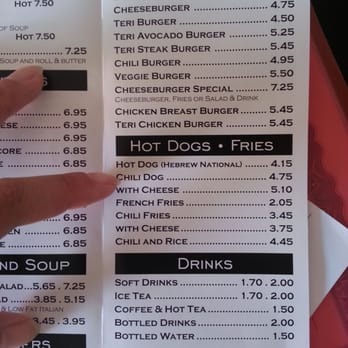 Hot 7.50
of Soup
Hot 7.50
7.25
Soup and roll & butter
6.95
ese 6.95
core 6.85
6.85
6.95
6.85
en 6.85
6.85
nd Soup
alad...5.65 . 7.25
3.85 . 5.15
& Low Fat Italian
3.45 . 3.95
ers
Cheeseburger 4.75
Teri Burger 4.50
Teri Avocado Burger 5.25
Teri Steak Burger 5.45
Chili Burger 4.95
Veggie Burger 5.50
Cheeseburger Special 7.25
Cheeseburger, Fries or Salad & Drink
Chicken Breast Burger 5.45
Teri Chicken Burger 5.45
Hot Dogs • Fries
Hot Dog (Hebrew National) 4.15
Chili Dog 4.75
with Cheese 5.10
French Fries 2.05
Chili Fries 3.45
with Cheese 3.75
Chili and Rice 4.45
Drinks
Soft Drinks 1.70 . 2.00
Ice Tea 1.70 . 2.00
Coffee & Hot Tea 1.50
Bottled Drinks 2.00
Bottled Water 1.50